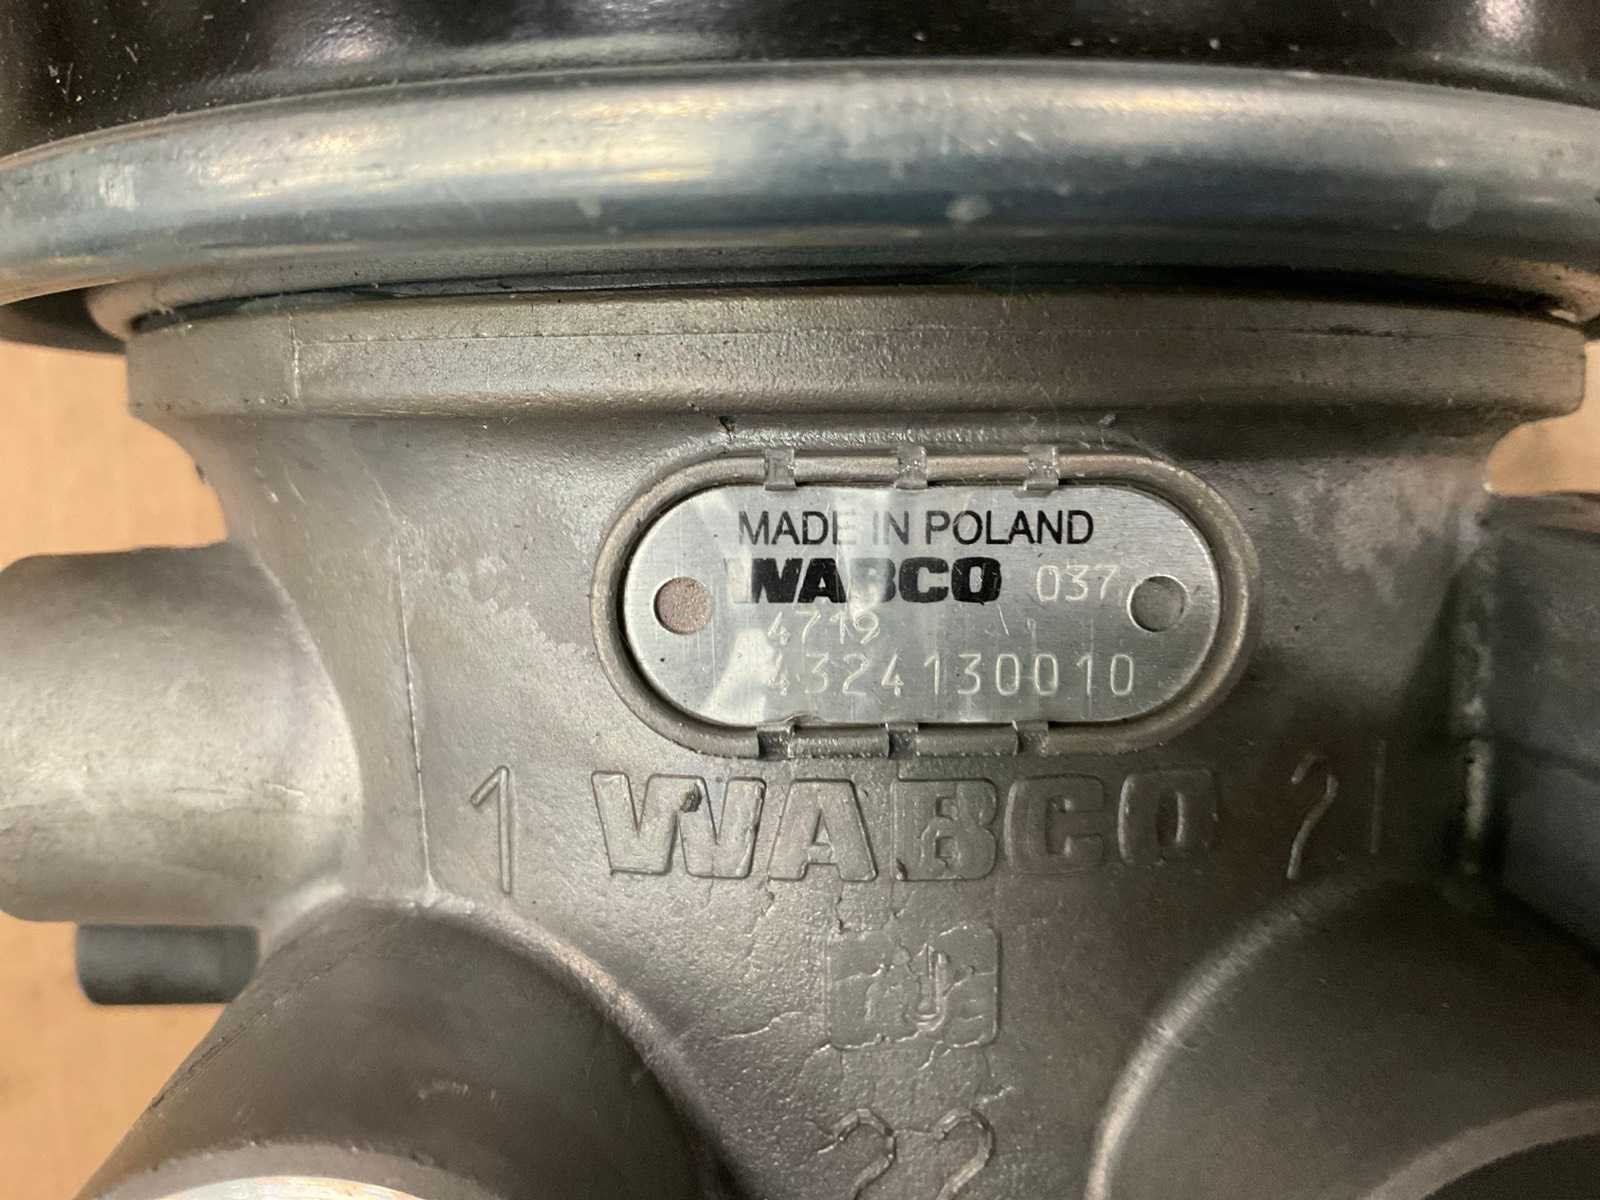 MADE IN POLAND
WABCO 037
4719
4324130010
1 WABCO 21
22